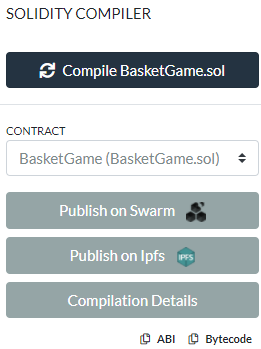 SOLIDITY COMPILER
Compile BasketGame.sol
CONTRACT
BasketGame (BasketGame.sol)
Publish on Swarm
Publish on Ipfs
IPFS
Compilation Details
ABI Bytecode